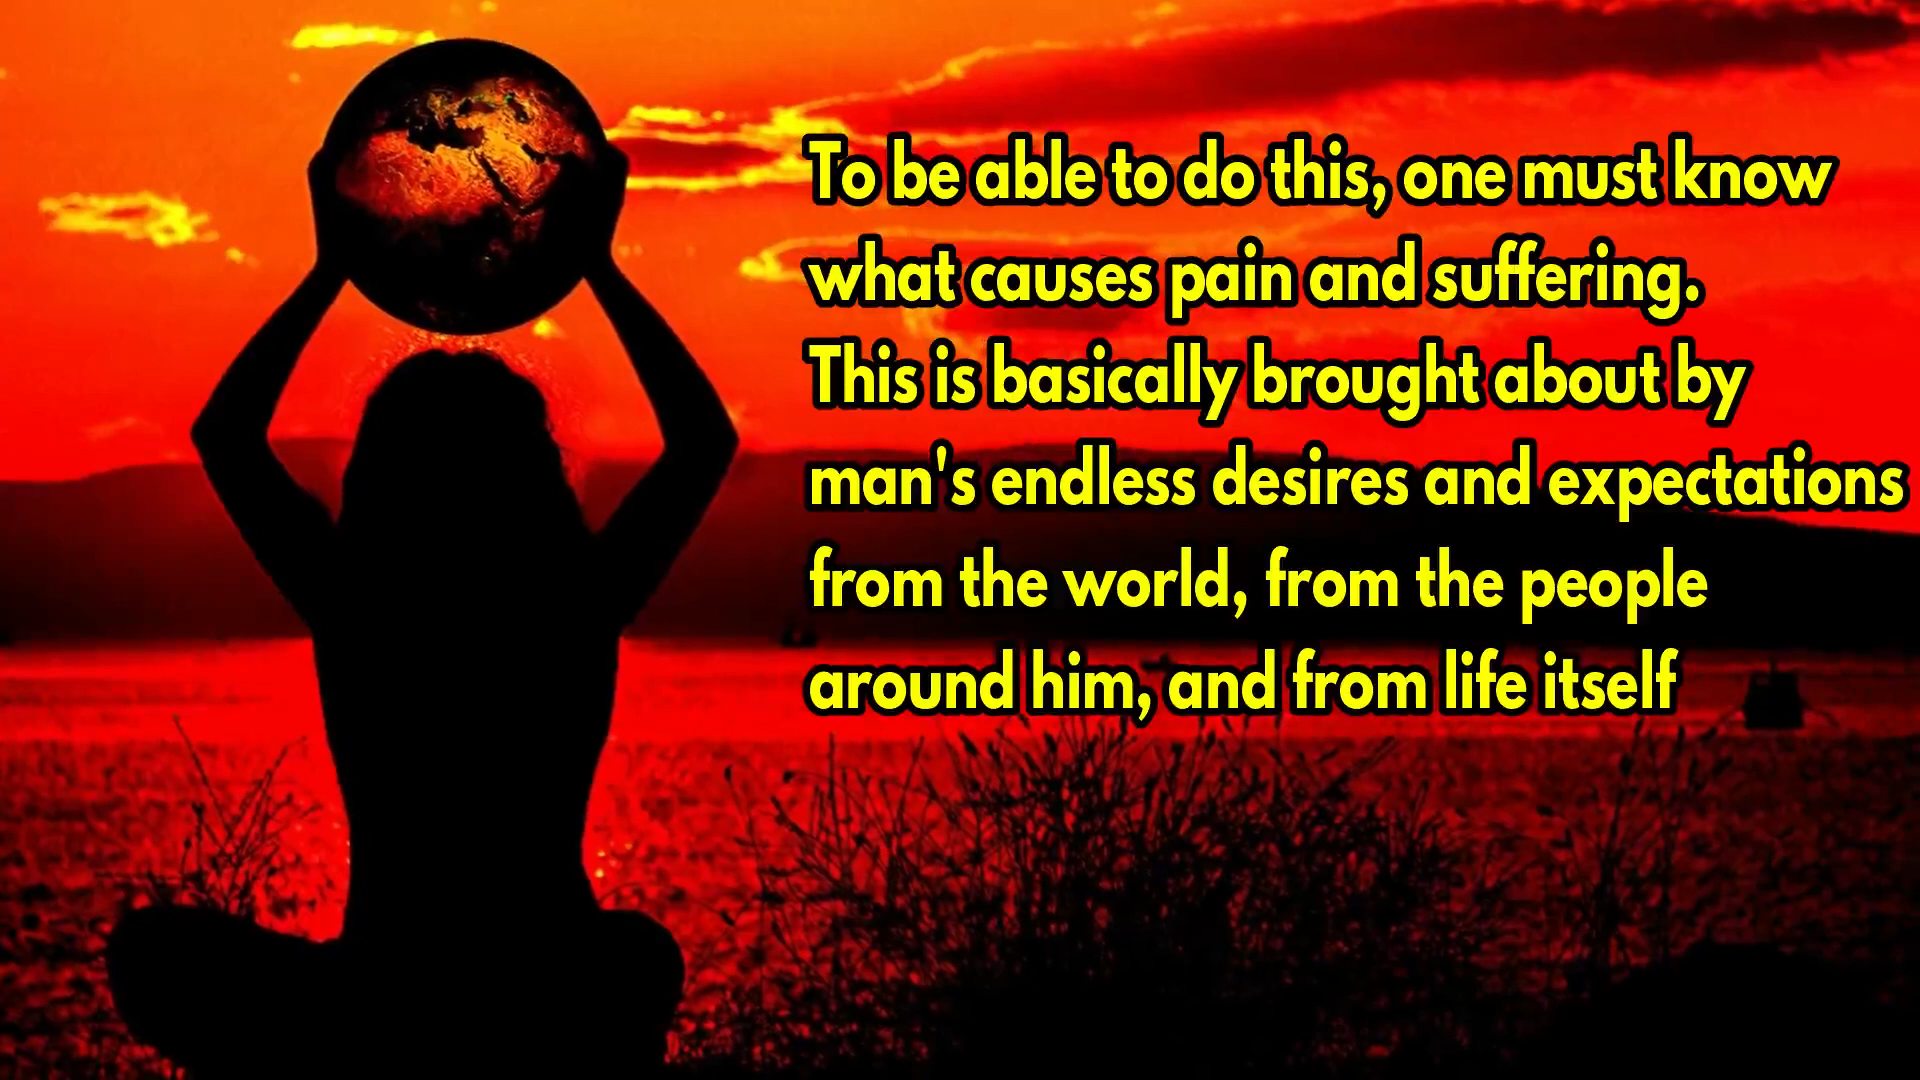 To be able to do this, one must know
what causes pain and suffering.
This is basically brought about by
man's endless desires and expectations
from the world, from the people
around him, and from life itself